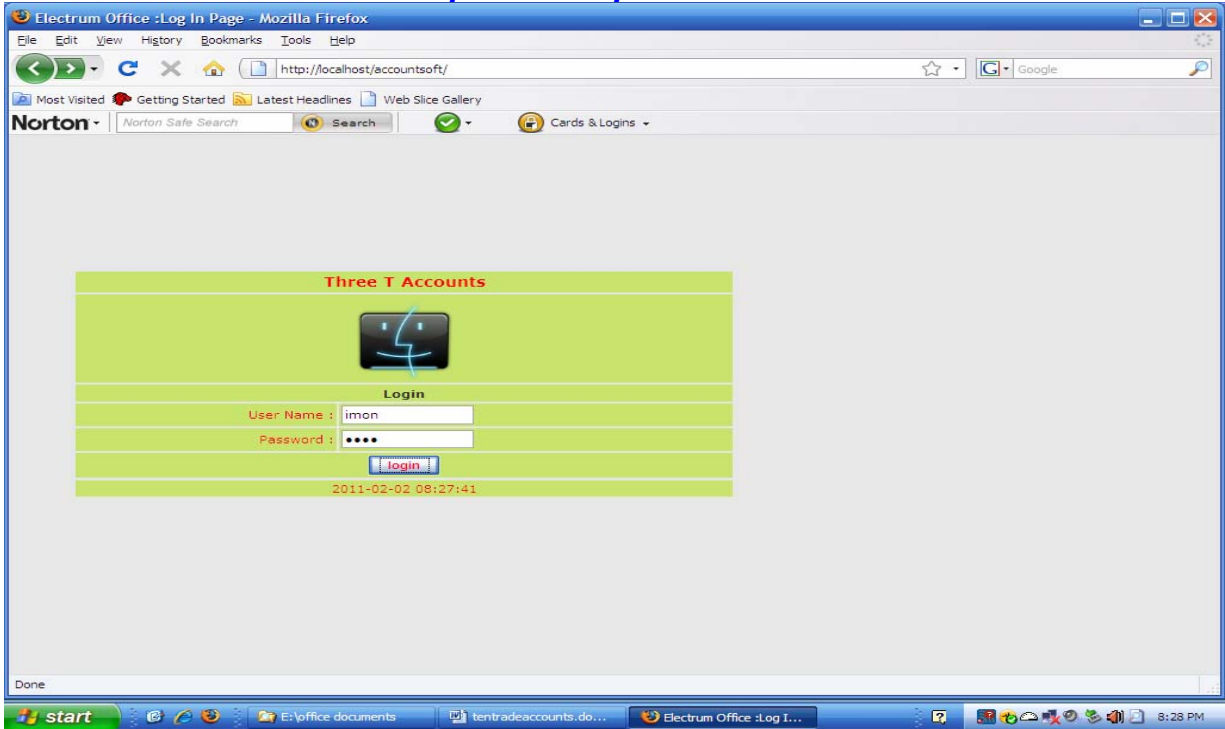 Electrum Office :Log In Page - Mozilla Firefox
File Edit View History Bookmarks Tools Help
http://localhost/accountsoft/
G Google
Most Visited Getting Started Latest Headlines Web Slice Gallery
Norton Norton Safe Search Search Cards & Logins
Three T Accounts
Login
User Name : imon
Password : ••••
login
2011-02-02 08:27:41
Done
start E:\office documents tentradeaccounts.do... Electrum Office :Log I... 8:28 PM